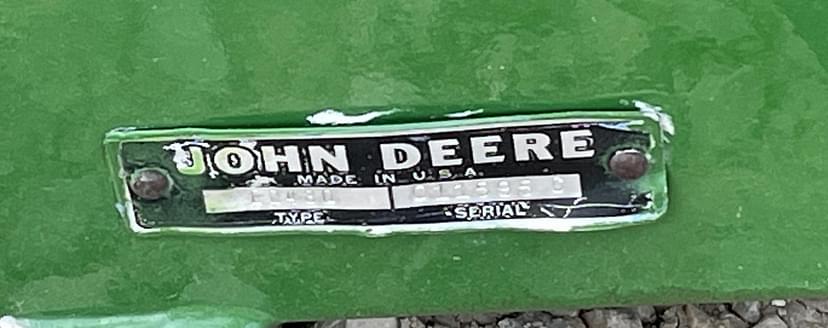 JOHN DEERE
MADE IN U.S.A.
TYPE SERIAL